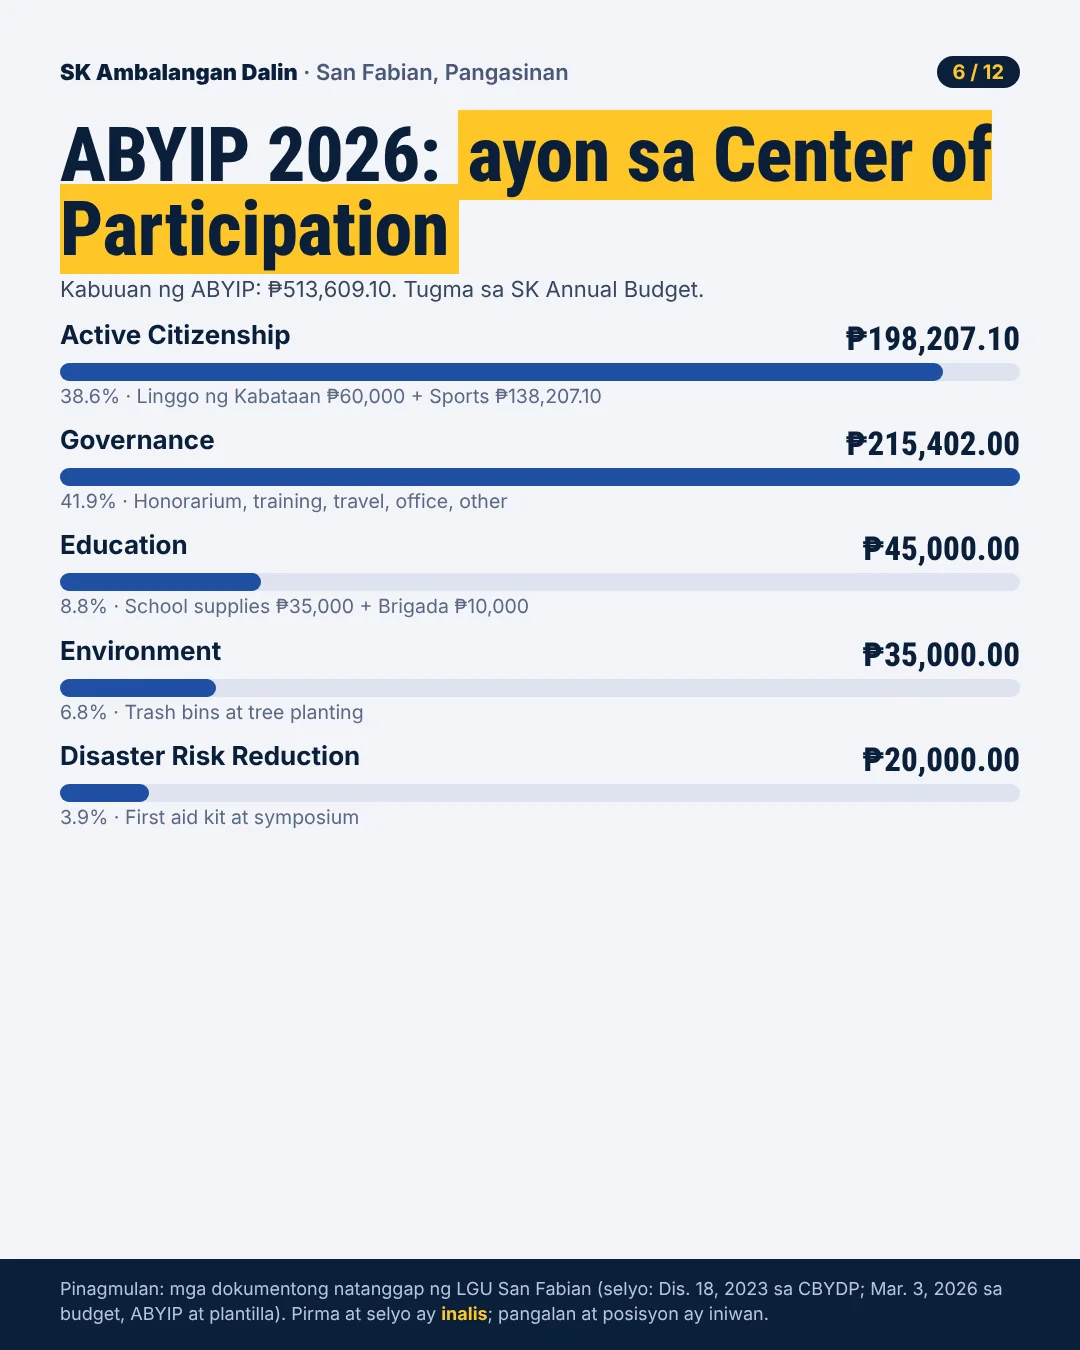 SK Ambalangan Dalin · San Fabian, Pangasinan
6 / 12
ABYIP 2026: ayon sa Center of
Participation
Kabuuan ng ABYIP: ₱513,609.10. Tugma sa SK Annual Budget.
Active Citizenship
₱198,207.10
38.6% · Linggo ng Kabataan ₱60,000 + Sports ₱138,207.10
Governance
₱215,402.00
41.9% · Honorarium, training, travel, office, other
Education
₱45,000.00
8.8% · School supplies ₱35,000 + Brigada ₱10,000
Environment
₱35,000.00
6.8% · Trash bins at tree planting
Disaster Risk Reduction
₱20,000.00
3.9% · First aid kit at symposium
Pinagmulan: mga dokumentong natanggap ng LGU San Fabian (selyo: Dis. 18, 2023 sa CBYDP; Mar. 3, 2026 sa
budget, ABYIP at plantilla). Pirma at selyo ay inalis; pangalan at posisyon ay iniwan.